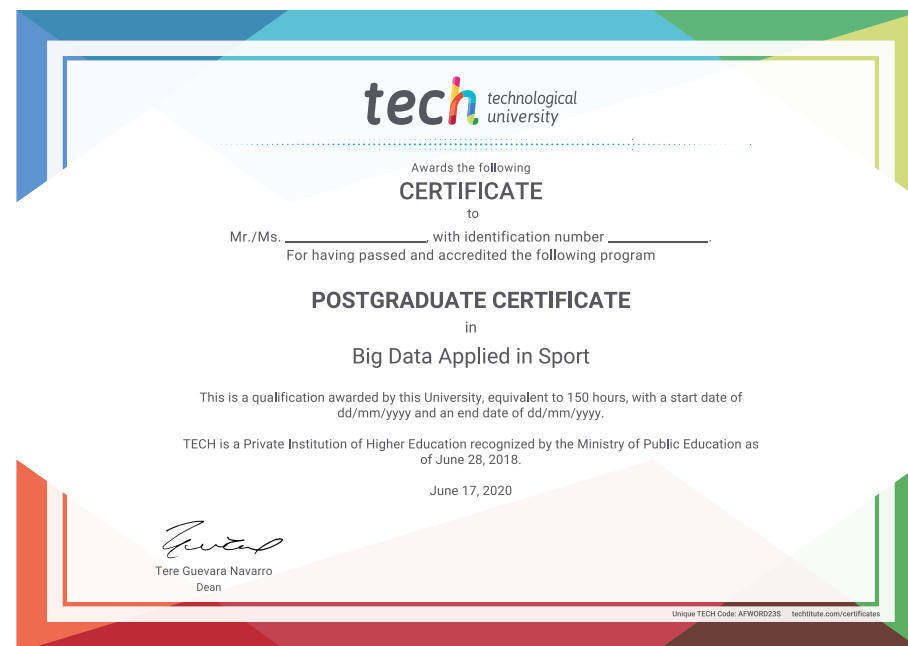 tech technological
university
Awards the following
CERTIFICATE
to
Mr./Ms. ____________________, with identification number ______________.
For having passed and accredited the following program
POSTGRADUATE CERTIFICATE
in
Big Data Applied in Sport
This is a qualification awarded by this University, equivalent to 150 hours, with a start date of
dd/mm/yyyy and an end date of dd/mm/yyyy.
TECH is a Private Institution of Higher Education recognized by the Ministry of Public Education as
of June 28, 2018.
June 17, 2020
Tere Guevara Navarro
Dean
Unique TECH Code: AFWORD23S techtitute.com/certificates